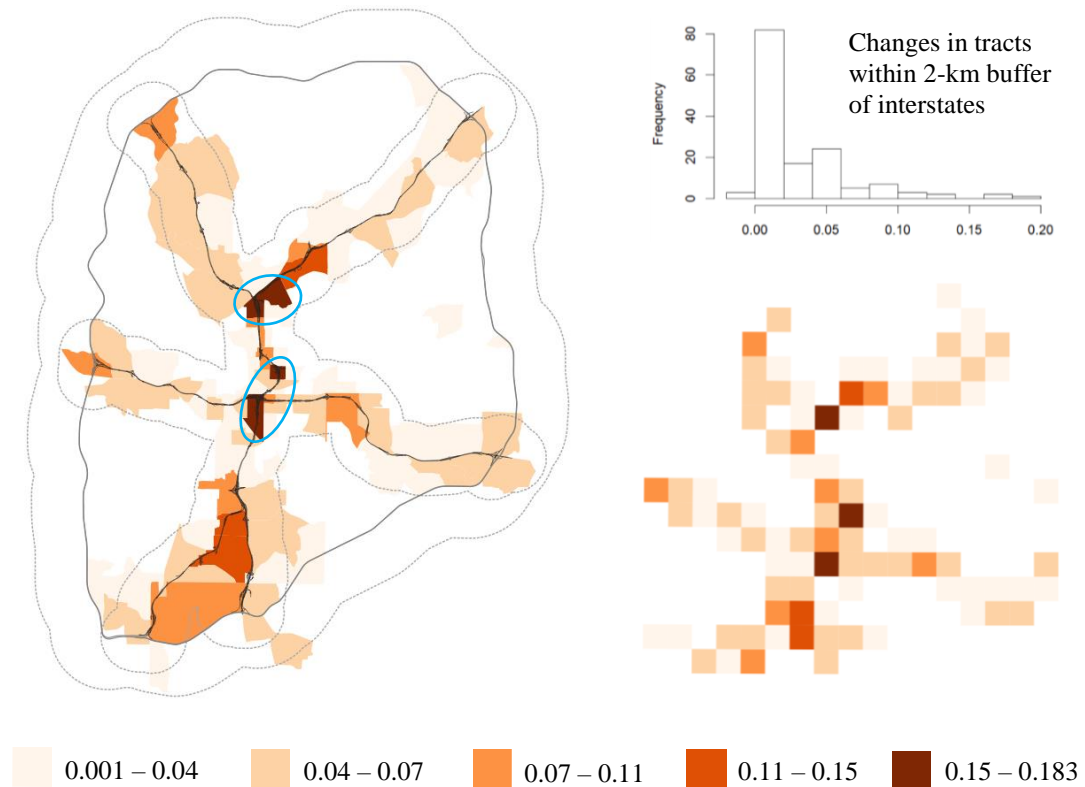 Changes in tracts
within 2-km buffer
of interstates
Frequency
80
60
40
20
0
0.00 0.05 0.10 0.15 0.20
0.001 – 0.04 0.04 – 0.07 0.07 – 0.11 0.11 – 0.15 0.15 – 0.183